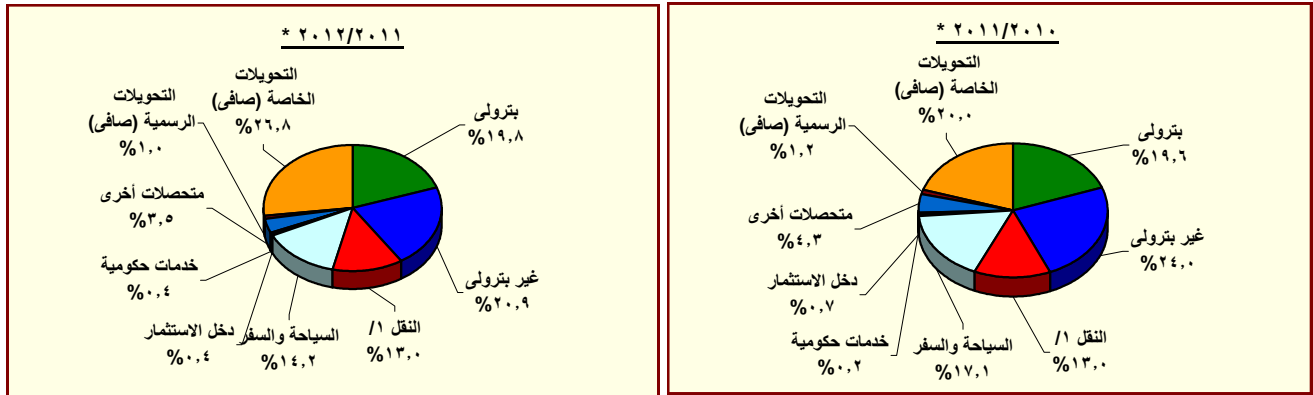 * ٢٠١١/٢٠١٠
التحويلات
الخاصة (صافى)
%٢٠,٠
بترولى
%١٩,٦
التحويلات
الرسمية (صافى)
%١,٢
متحصلات أخرى
%٤,٣
غير بترولى
%٢٤,٠
دخل الاستثمار
%٠,٧
خدمات حكومية
%٠,٢
السياحة والسفر
%١٧,١
النقل ١/
%١٣,٠
* ٢٠١٢/٢٠١١
التحويلات
الخاصة (صافى)
%٢٦,٨
بترولى
%١٩,٨
التحويلات
الرسمية (صافى)
%١,٠
متحصلات أخرى
%٣,٥
خدمات حكومية
%٠,٤
غير بترولى
%٢٠,٩
دخل الاستثمار
%٠,٤
السياحة والسفر
%١٤,٢
النقل ١/
%١٣,٠